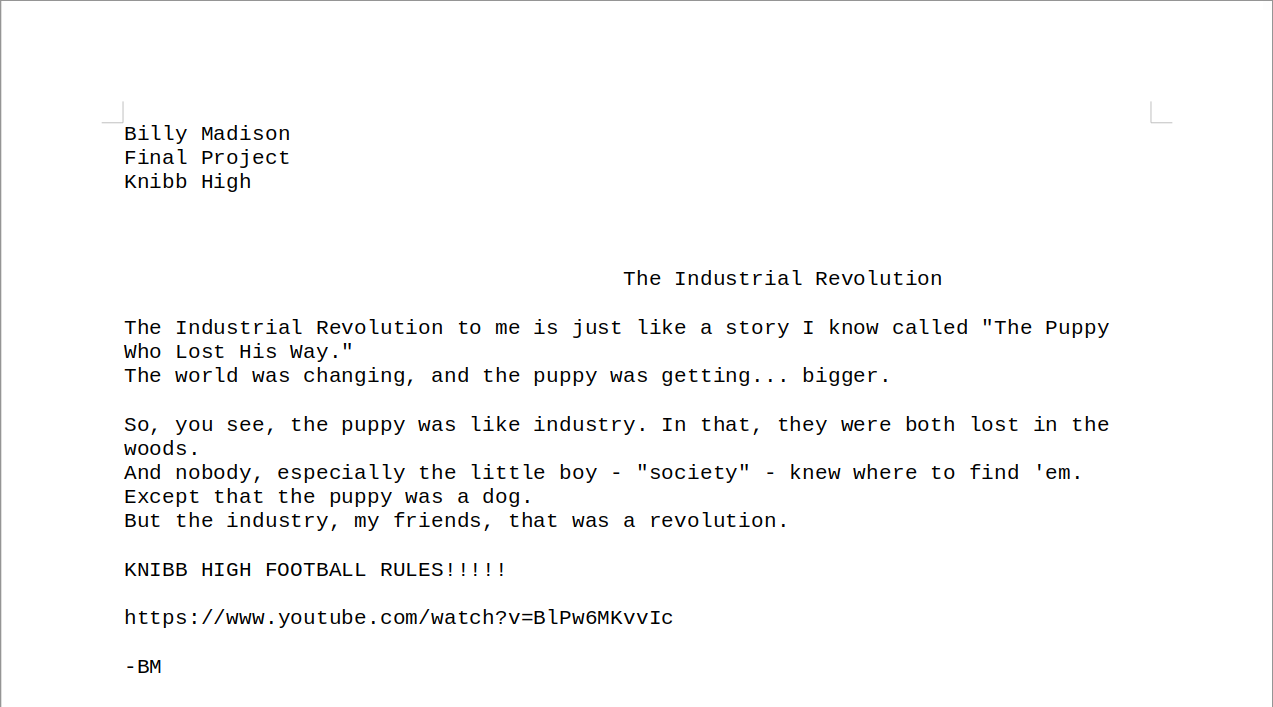 Billy Madison
Final Project
Knibb High
The Industrial Revolution
The Industrial Revolution to me is just like a story I know called "The Puppy
Who Lost His Way."
The world was changing, and the puppy was getting... bigger.
So, you see, the puppy was like industry. In that, they were both lost in the
woods.
And nobody, especially the little boy - "society" - knew where to find 'em.
Except that the puppy was a dog.
But the industry, my friends, that was a revolution.
KNIBB HIGH FOOTBALL RULES!!!!!
https://www.youtube.com/watch?v=BlPw6MKvvIc
-BM